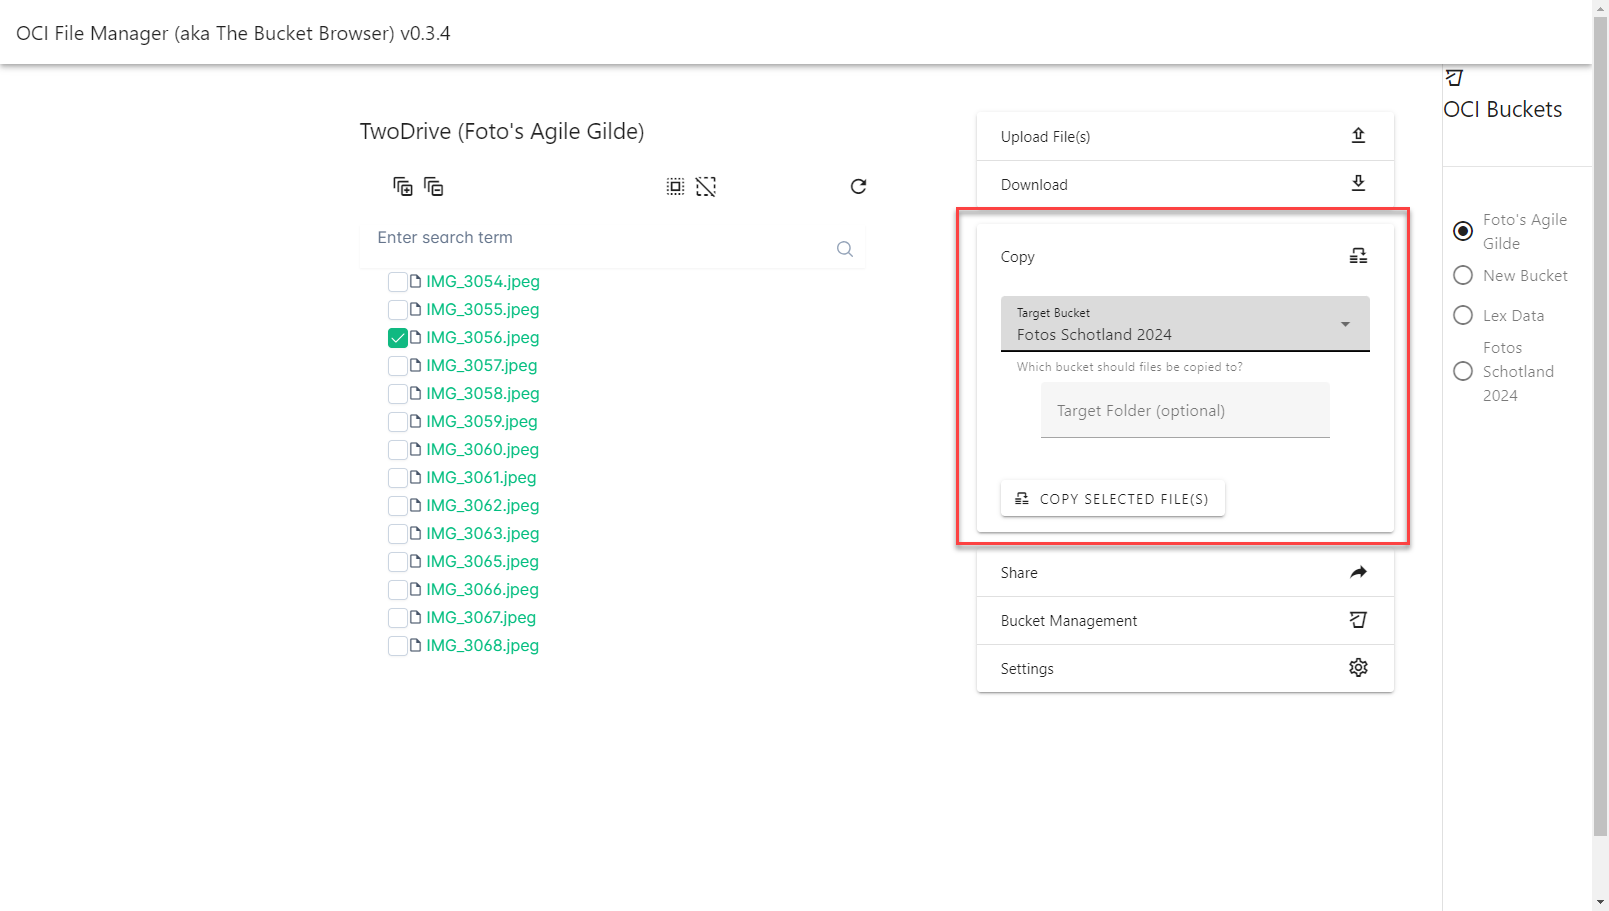 OCI File Manager (aka The Bucket Browser) v0.3.4
TwoDrive (Foto's Agile Gilde)
Enter search term
IMG_3054.jpeg
IMG_3055.jpeg
IMG_3056.jpeg
IMG_3057.jpeg
IMG_3058.jpeg
IMG_3059.jpeg
IMG_3060.jpeg
IMG_3061.jpeg
IMG_3062.jpeg
IMG_3063.jpeg
IMG_3065.jpeg
IMG_3066.jpeg
IMG_3067.jpeg
IMG_3068.jpeg
Upload File(s)
Download
Copy
Target Bucket
Fotos Schotland 2024
Which bucket should files be copied to?
Target Folder (optional)
COPY SELECTED FILE(S)
Share
Bucket Management
Settings
OCI Buckets
Foto's Agile
Gilde
New Bucket
Lex Data
Fotos
Schotland
2024